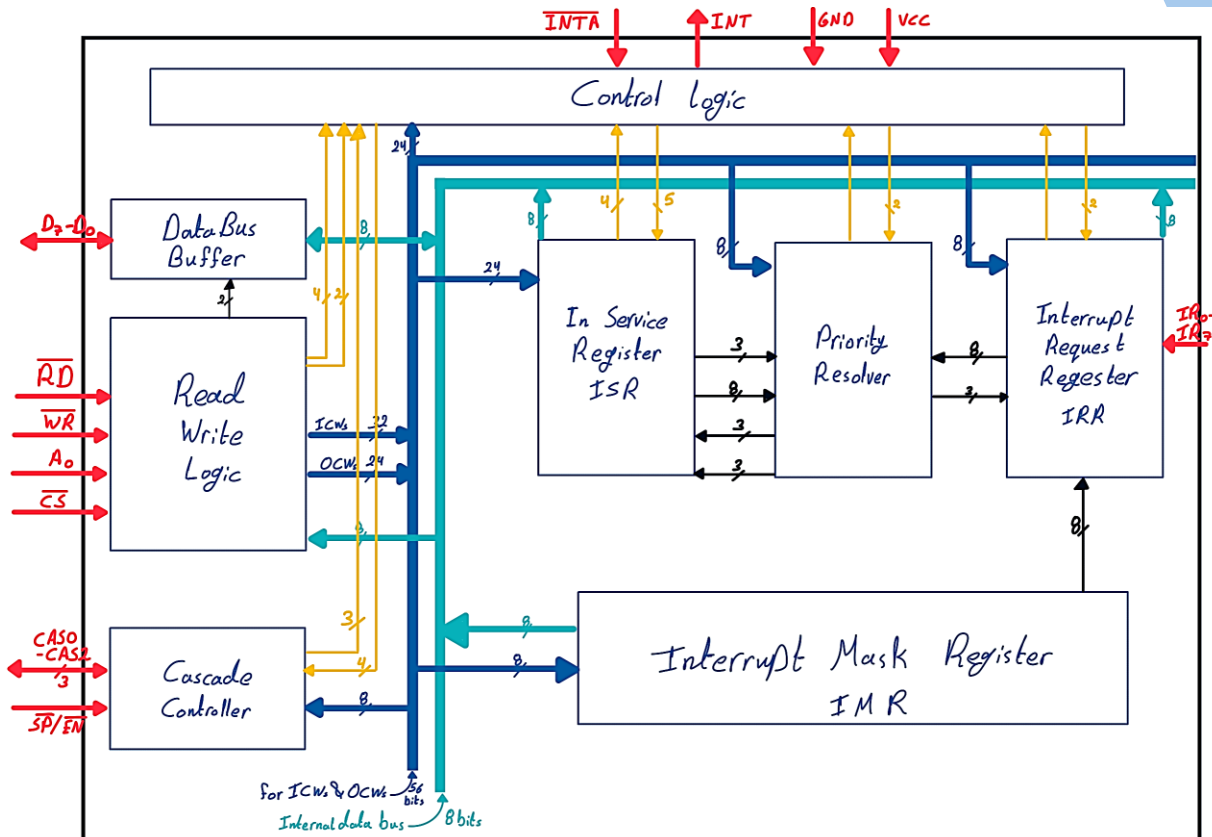 INTA
INT
GND
VCC
Control Logic
24
D7-D0
Data Bus
Buffer
8
2
4
2
24
8
4
5
8
2
8
2
8
In Service
Register
ISR
Priority
Resolver
Interrupt
Request
Regester
IRR
IR0-
IR7
3
8
3
3
8
3
RD
WR
A0
CS
Read
Write
Logic
ICWs 32
OCWs 24
8
8
CAS0
-CAS2
3
SP/EN
Cascade
Controller
3
4
8
8
8
Interrupt Mask Register
IMR
for ICWs & OCWs 56
bits
Internal data bus 8 bits